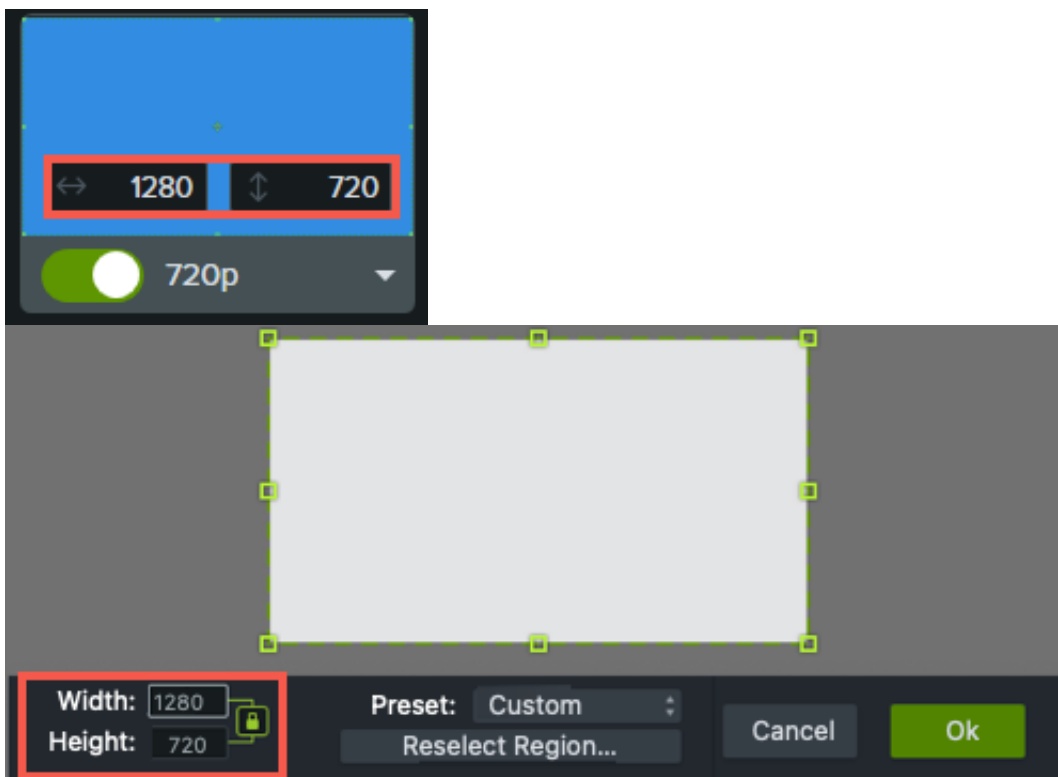 1280 720
720p
Width: 1280
Height: 720
Preset: Custom
Reselect Region...
Cancel
Ok